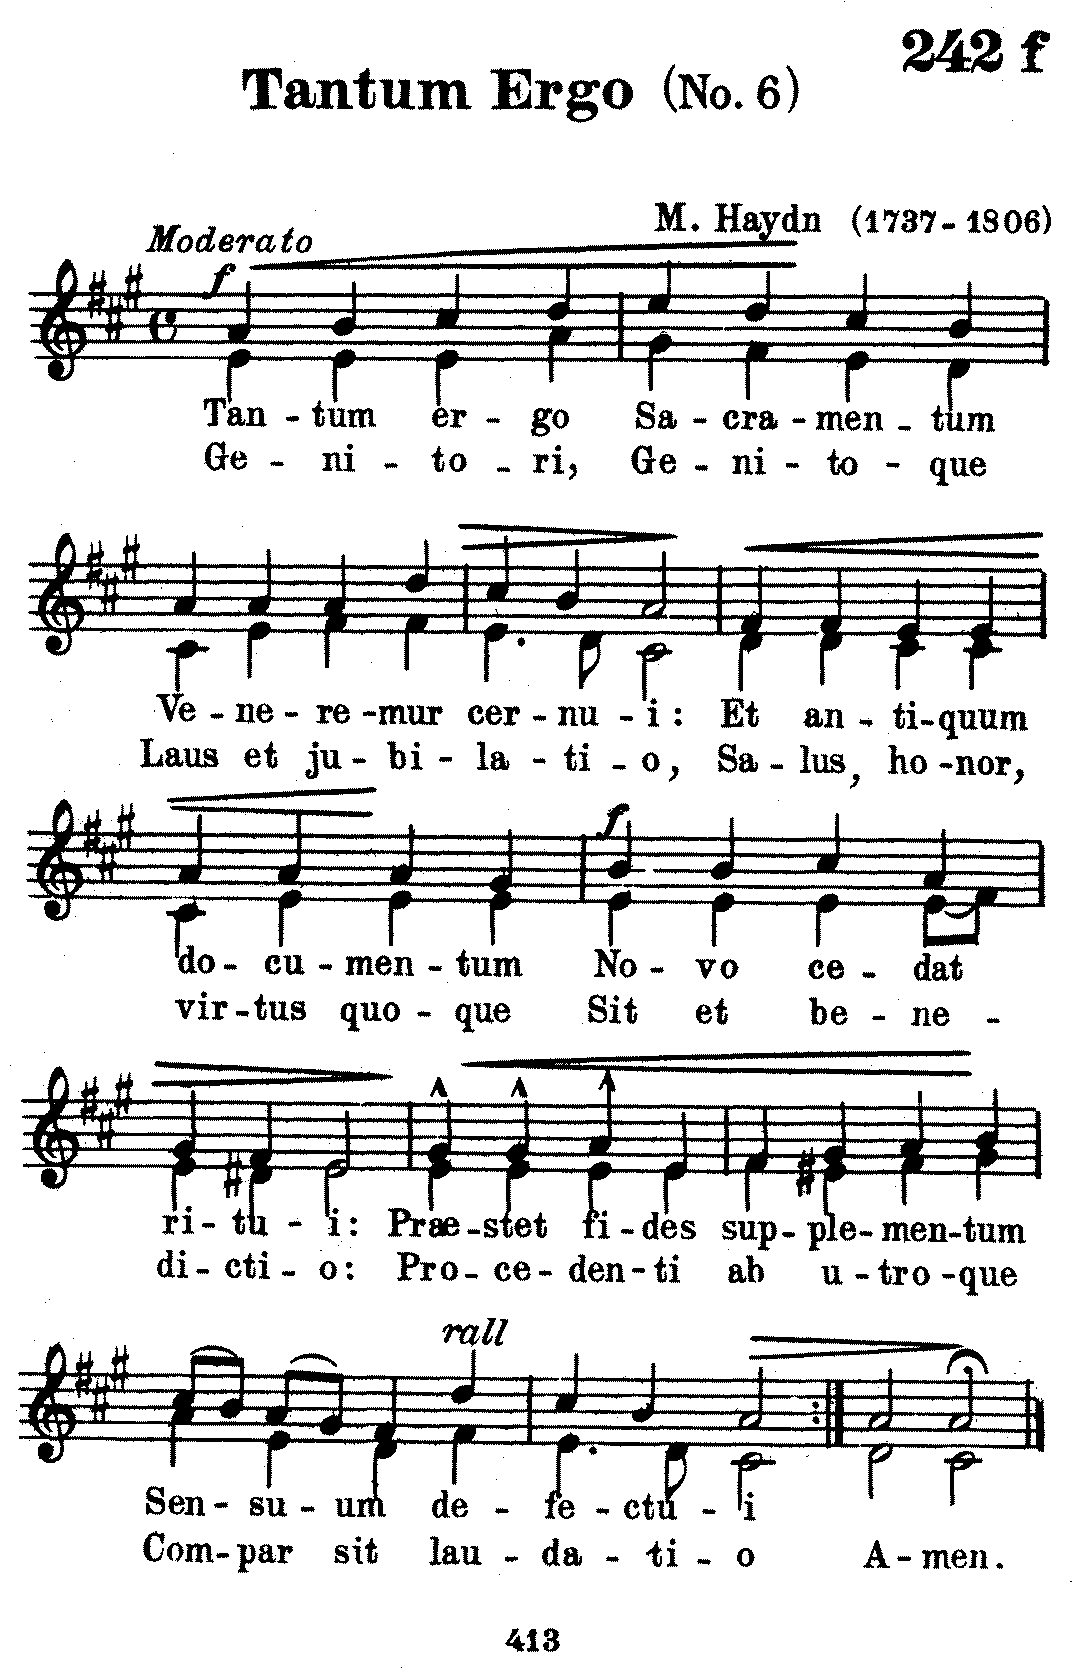 242 f
Tantum Ergo (No. 6)
M. Haydn (1737-1806)
Moderato
f
Tan - tum er - go Sa - cra - men - tum
Ge - ni - to - ri, Ge - ni - to - que
Ve - ne - re - mur cer - nu - i: Et an - ti - quum
Laus et ju - bi - la - ti - o, Sa - lus, ho - nor,
f
do - cu - men - tum No - vo ce - dat
vir - tus quo - que Sit et be - ne -
ri - tu - i: Præ - stet fi - des sup - ple - men - tum
di - cti - o: Pro - ce - den - ti ab u - tro - que
rall
Sen - su - um de - fe - ctu - i
Com - par sit lau - da - ti - o A - men.
413